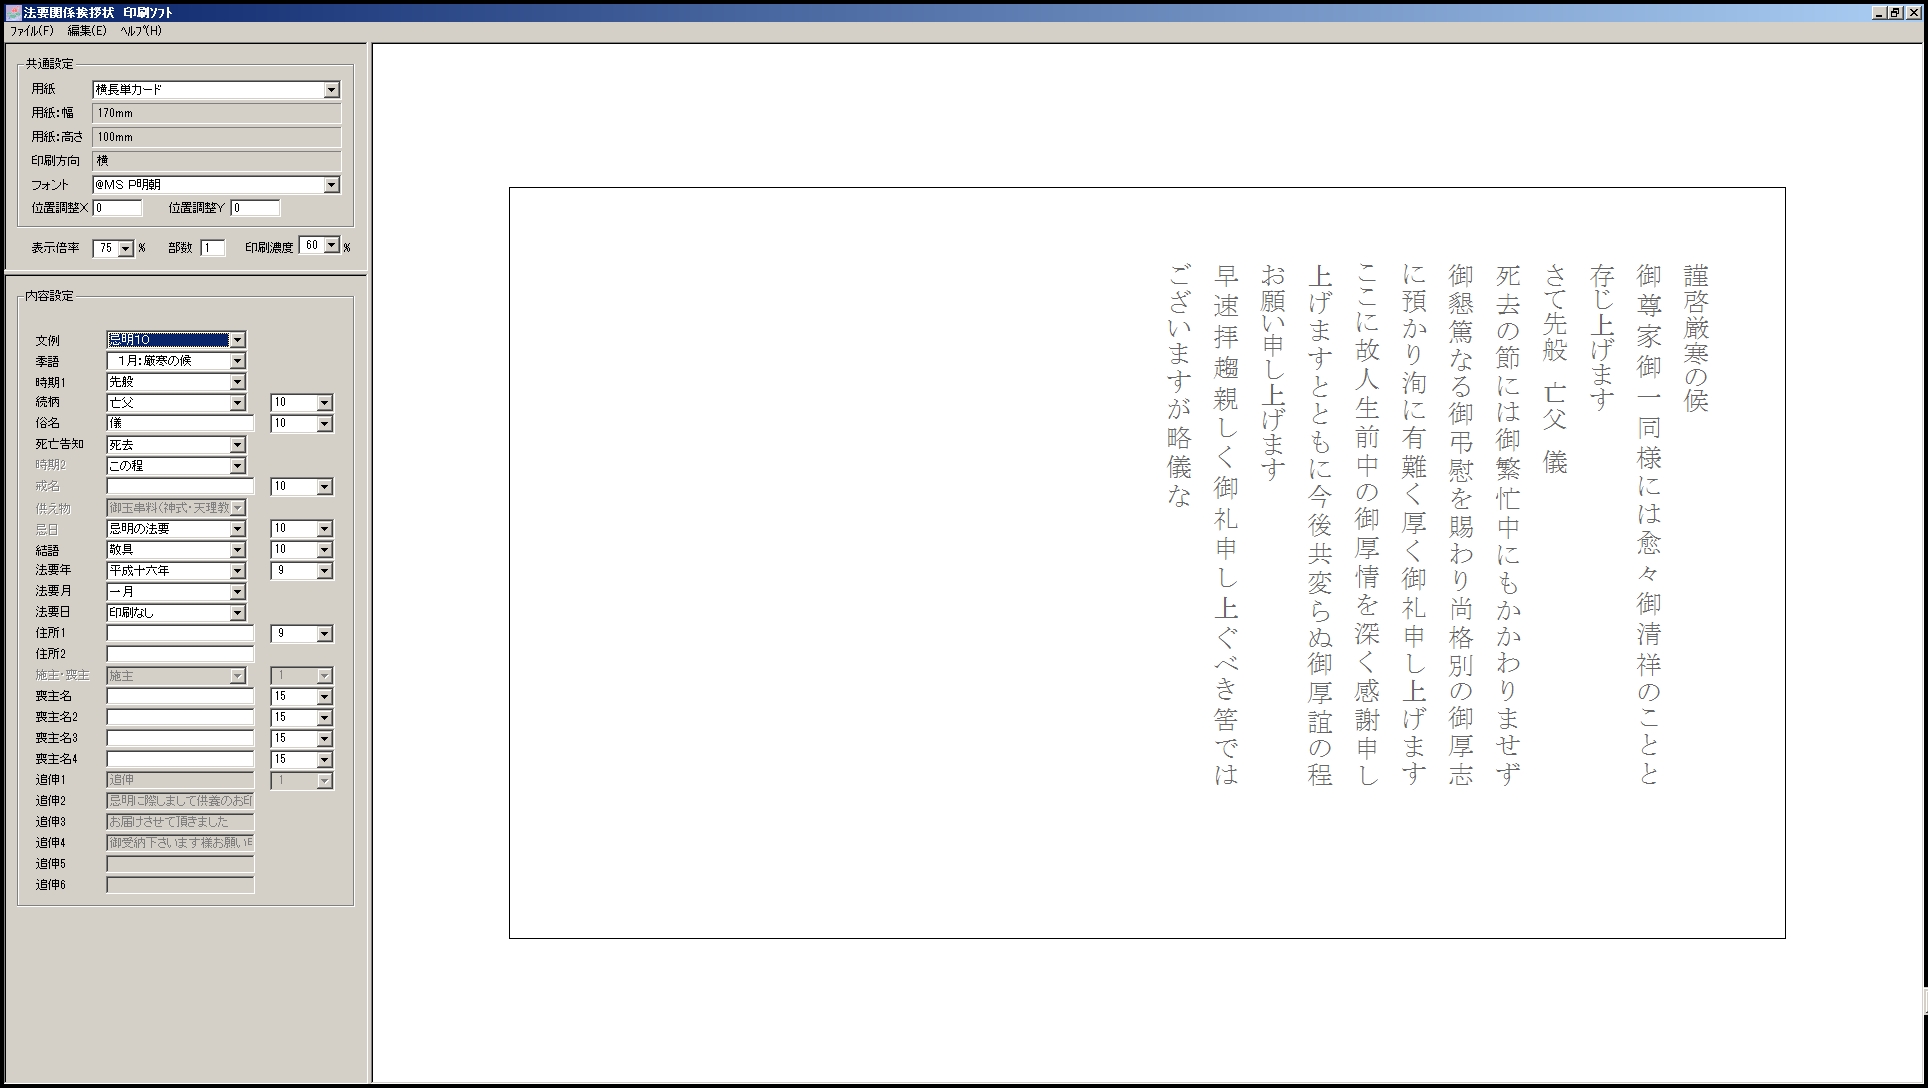 法要関係挨拶状 印刷ソフト
ファイル(F) 編集(E) ヘルプ(H)
共通設定
用紙 横長単カード
用紙:幅 170mm
用紙:高さ 100mm
印刷方向 横
フォント @MS P明朝
位置調整X 0 位置調整Y 0
表示倍率 75 % 部数 1 印刷濃度 60 %
内容設定
文例 忌明10
季語 1月:厳寒の候
時期1 先般
続柄 亡父 10
俗名 儀 10
死亡告知 死去
時期2 この程
戒名 10
供え物 御玉串料(神式・天理教
忌日 忌明の法要 10
結語 敬具 10
法要年 平成十六年 9
法要月 一月
法要日 印刷なし
住所1 9
住所2
施主・喪主 施主 1
喪主名 15
喪主名2 15
喪主名3 15
喪主名4 15
追伸1 追伸 1
追伸2 忌明に際しまして供養のお印
追伸3 お届けさせて頂きました
追伸4 御受納下さいます様お願い
追伸5
追伸6
謹啓厳寒の候
御尊家御一同様には愈々御清祥のことと
存じ上げます
さて先般 亡父 儀
死去の節には御繁忙中にもかかわりませず
御懇篤なる御弔慰を賜わり尚格別の御厚志
に預かり洵に有難く厚く御礼申し上げます
ここに故人生前中の御厚情を深く感謝申し
上げますとともに今後共変らぬ御厚誼の程
お願い申し上げます
早速拝趨親しく御礼申し上ぐべき筈では
ございますが略儀な